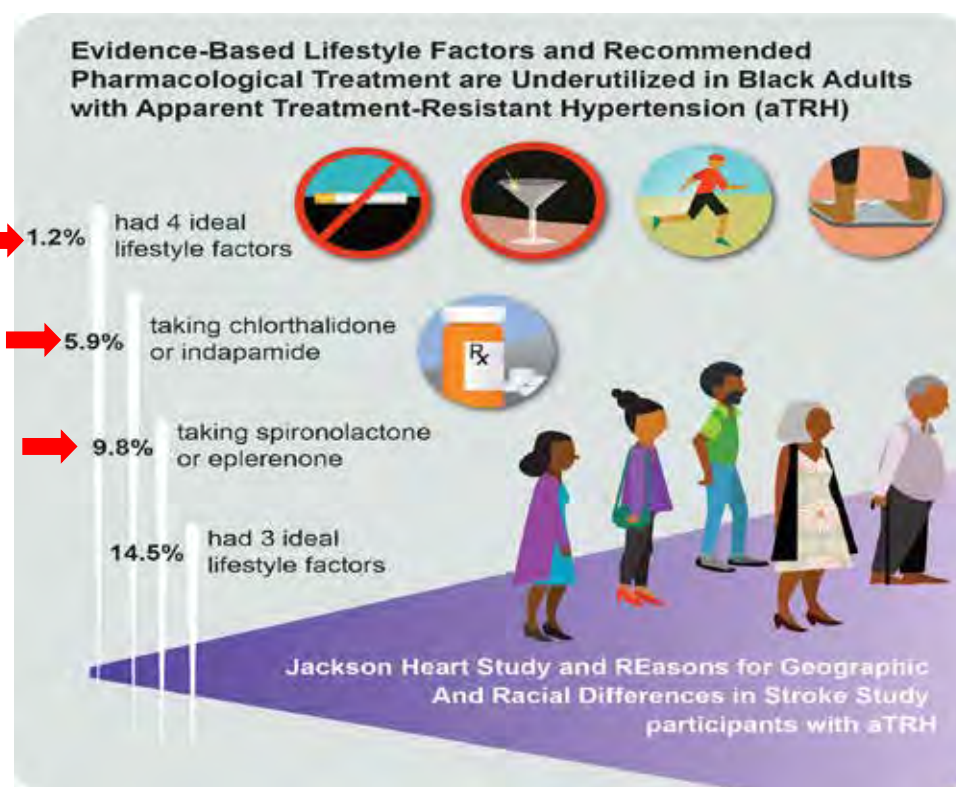 Evidence-Based Lifestyle Factors and Recommended
Pharmacological Treatment are Underutilized in Black Adults
with Apparent Treatment-Resistant Hypertension (aTRH)
1.2% had 4 ideal
lifestyle factors
5.9% taking chlorthalidone
or indapamide
Rx
9.8% taking spironolactone
or eplerenone
14.5% had 3 ideal
lifestyle factors
Jackson Heart Study and REasons for Geographic
And Racial Differences in Stroke Study
participants with aTRH